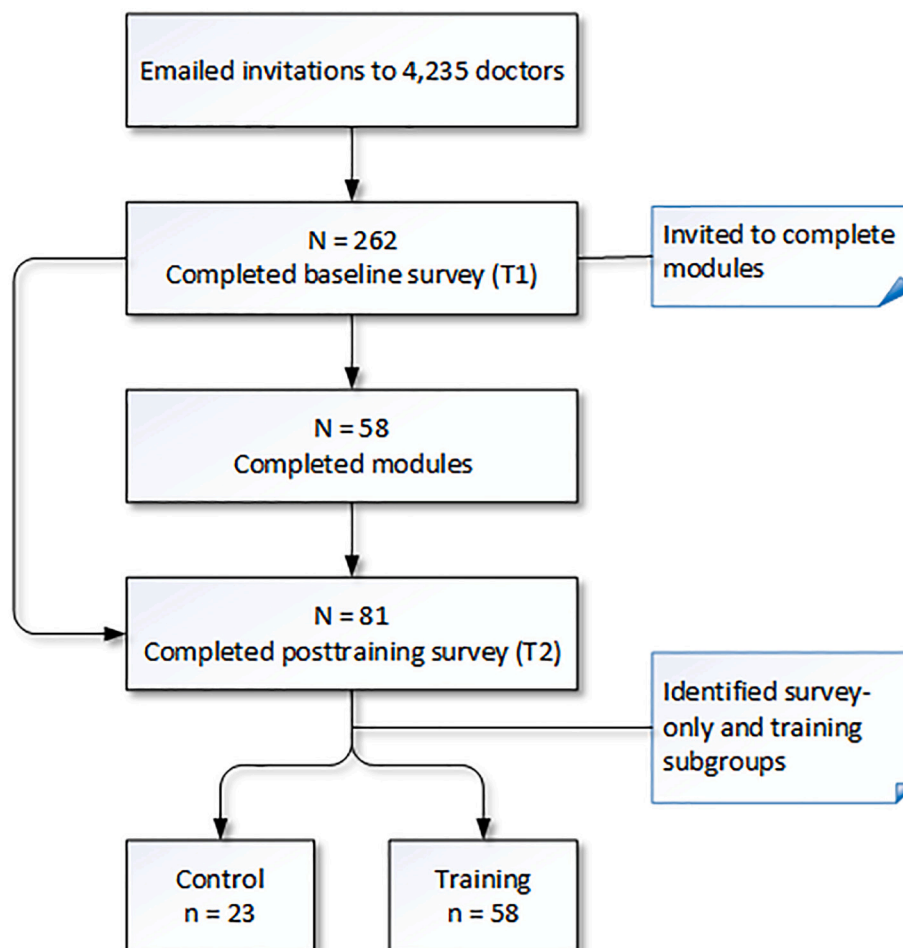 Emailed invitations to 4,235 doctors
N = 262
Completed baseline survey (T1)
Invited to complete
modules
N = 58
Completed modules
N = 81
Completed posttraining survey (T2)
Identified survey-
only and training
subgroups
Control
n = 23
Training
n = 58